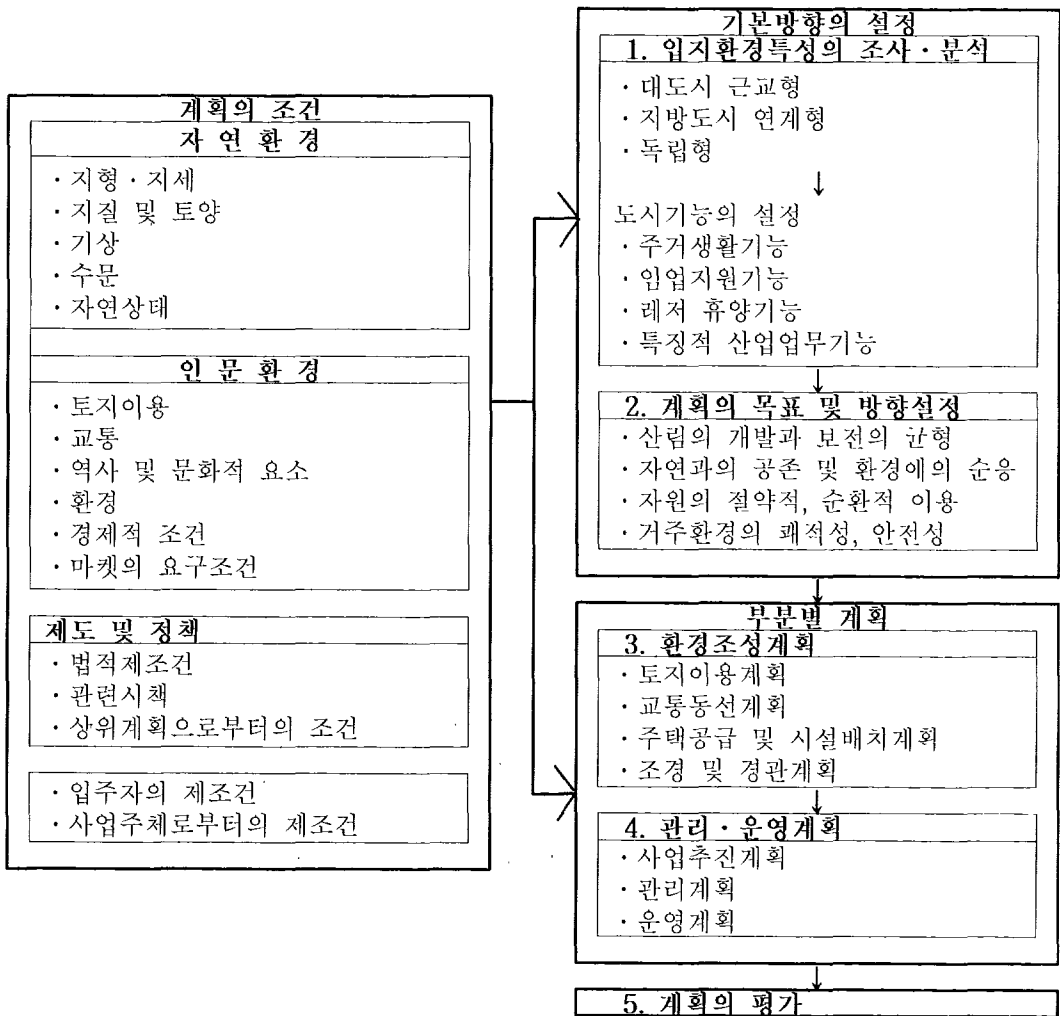 계획의 조건
자 연 환 경
· 지형 · 지세
· 지질 및 토양
· 기상
· 수문
· 자연상태
인 문 환 경
· 토지이용
· 교통
· 역사 및 문화적 요소
· 환경
· 경제적 조건
· 마켓의 요구조건
제도 및 정책
· 법적제조건
· 관련시책
· 상위계획으로부터의 조건
· 입주자의 제조건
· 사업주체로부터의 제조건
기본방향의 설정
1. 입지환경특성의 조사 · 분석
· 대도시 근교형
· 지방도시 연계형
· 독립형
도시기능의 설정
· 주거생활기능
· 임업지원기능
· 레저 휴양기능
· 특징적 산업업무기능
2. 계획의 목표 및 방향설정
· 산림의 개발과 보전의 균형
· 자연과의 공존 및 환경에의 순응
· 자원의 절약적, 순환적 이용
· 거주환경의 쾌적성, 안전성
부분별 계획
3. 환경조성계획
· 토지이용계획
· 교통동선계획
· 주택공급 및 시설배치계획
· 조경 및 경관계획
4. 관리 · 운영계획
· 사업추진계획
· 관리계획
· 운영계획
5. 계획의 평가